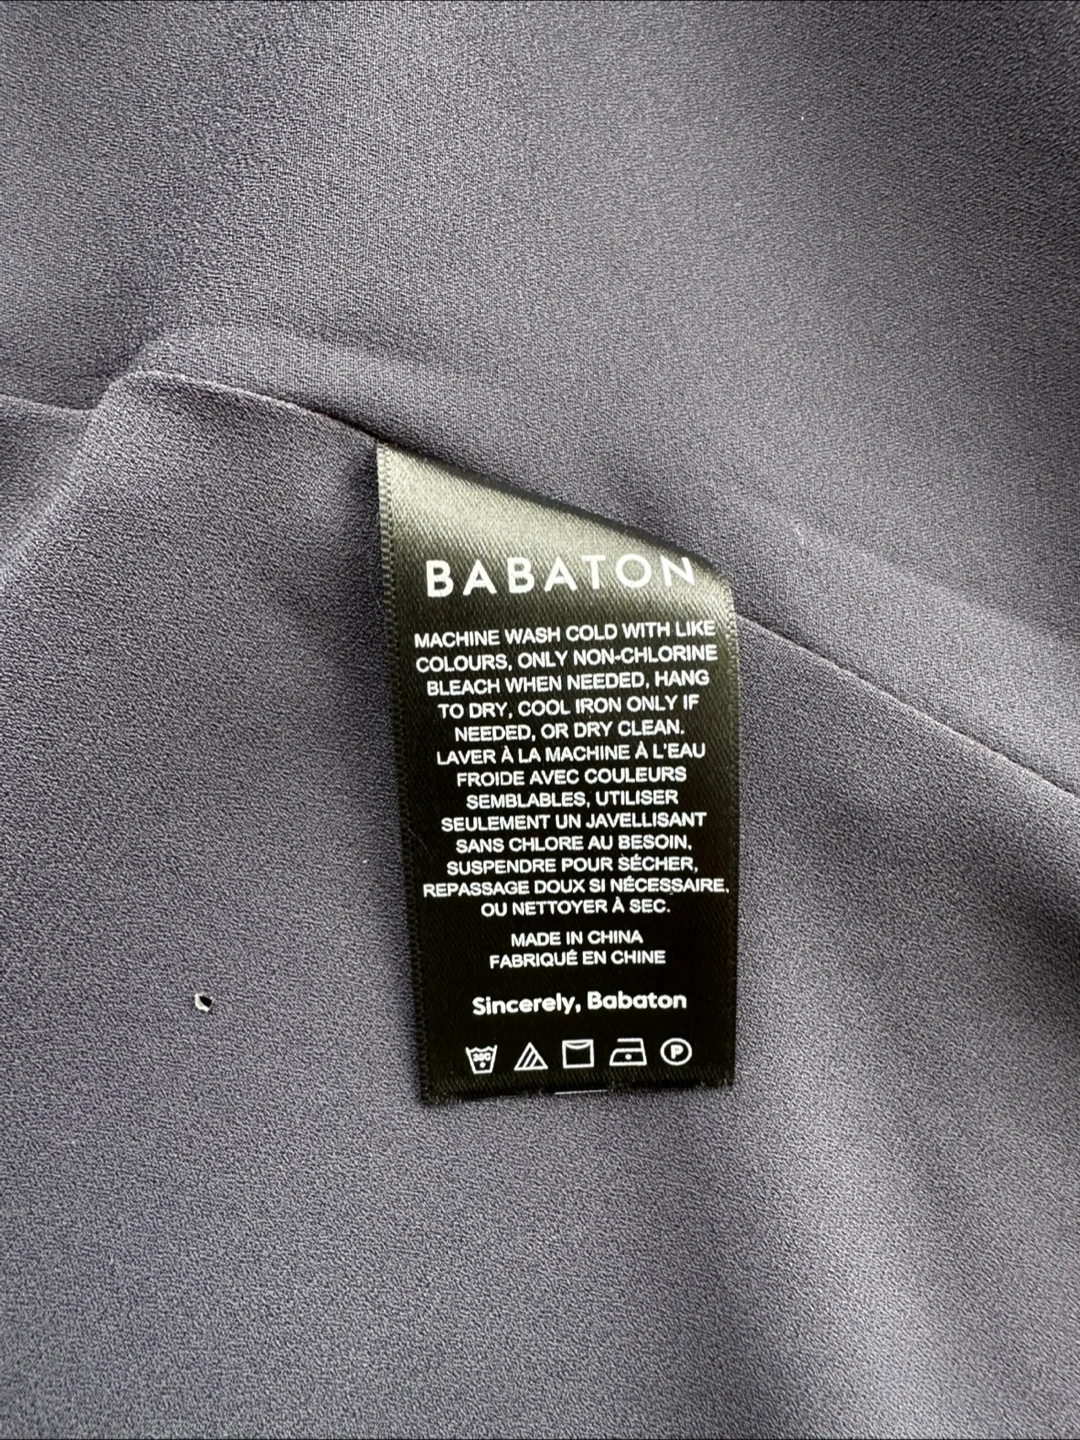 BABATON
MACHINE WASH COLD WITH LIKE
COLOURS, ONLY NON-CHLORINE
BLEACH WHEN NEEDED, HANG
TO DRY, COOL IRON ONLY IF
NEEDED, OR DRY CLEAN.
LAVER À LA MACHINE À L'EAU
FROIDE AVEC COULEURS
SEMBLABLES, UTILISER
SEULEMENT UN JAVELLISANT
SANS CHLORE AU BESOIN,
SUSPENDRE POUR SÉCHER,
REPASSAGE DOUX SI NÉCESSAIRE,
OU NETTOYER À SEC.
MADE IN CHINA
FABRIQUÉ EN CHINE
Sincerely, Babaton
30C P